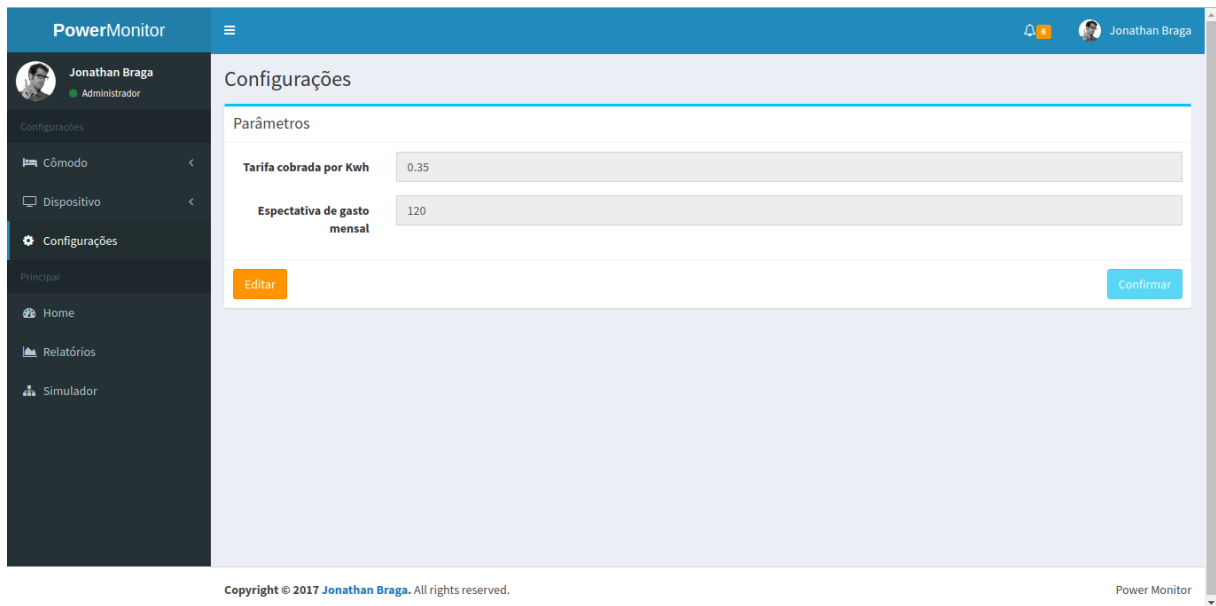 PowerMonitor
6
Jonathan Braga
Jonathan Braga
Administrador
Configurações
Cômodo
Dispositivo
Configurações
Principal
Home
Relatórios
Simulador
Configurações
Parâmetros
Tarifa cobrada por Kwh
0.35
Espectativa de gasto
mensal
120
Editar
Confirmar
Copyright © 2017 Jonathan Braga. All rights reserved.
Power Monitor